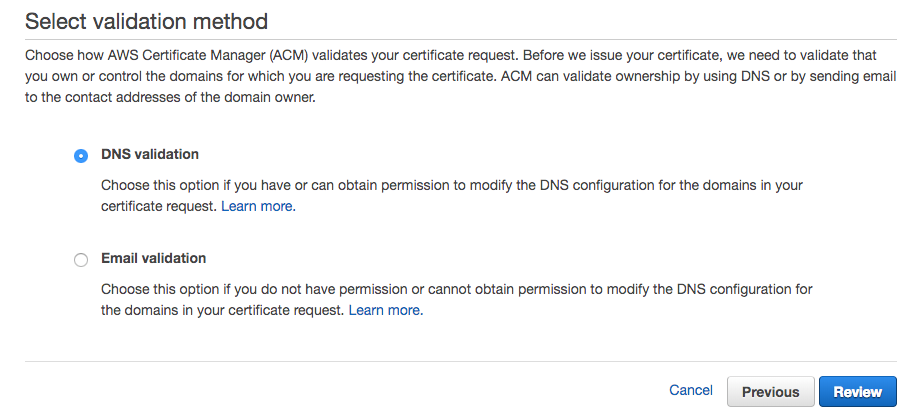 Select validation method
Choose how AWS Certificate Manager (ACM) validates your certificate request. Before we issue your certificate, we need to validate that
you own or control the domains for which you are requesting the certificate. ACM can validate ownership by using DNS or by sending email
to the contact addresses of the domain owner.
DNS validation
Choose this option if you have or can obtain permission to modify the DNS configuration for the domains in your
certificate request. Learn more.
Email validation
Choose this option if you do not have permission or cannot obtain permission to modify the DNS configuration for
the domains in your certificate request. Learn more.
Cancel Previous Review